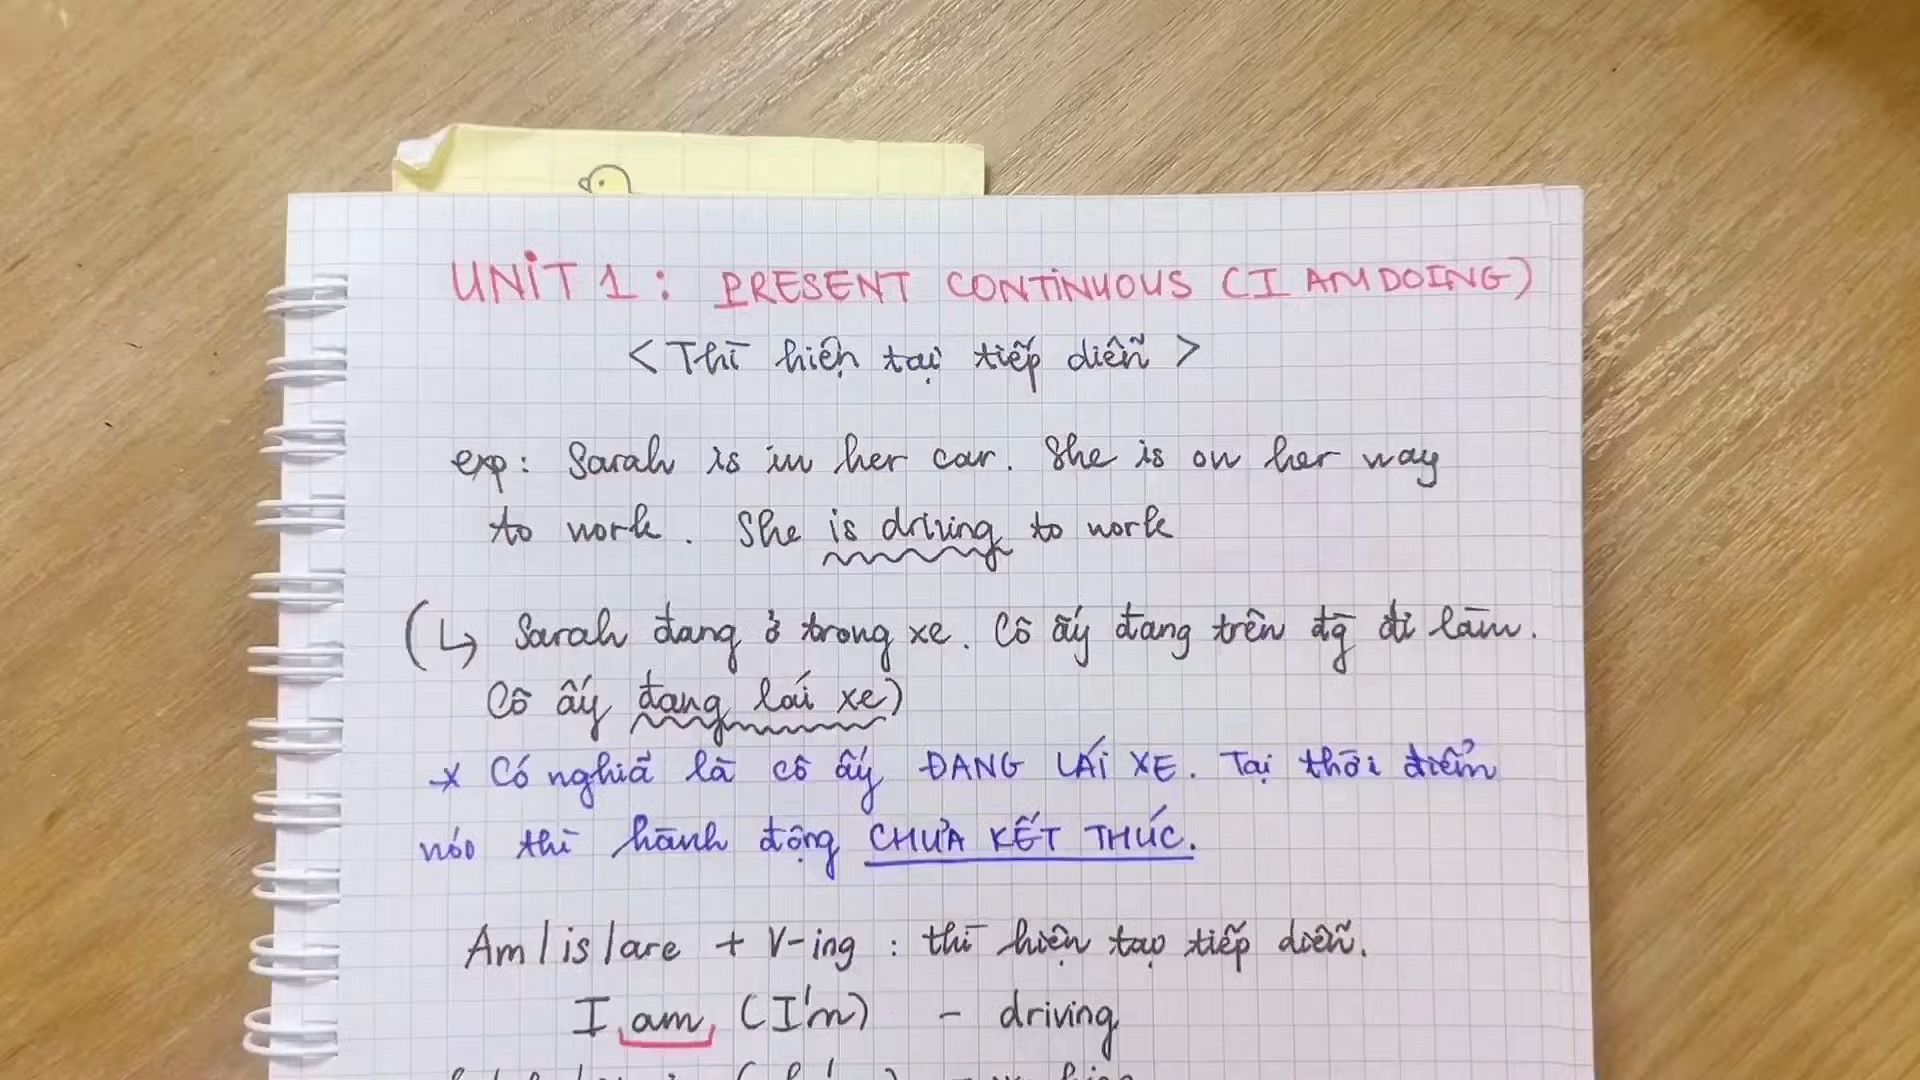 UNIT 1: PRESENT CONTINUOUS (I AM DOING)
< Thì hiện tại tiếp diễn >
exp: Sarah is in her car. She is on her way
to work. She is driving to work
(↳ Sarah đang ở trong xe. Cô ấy đang trên đg̀ đi làm.
Cô ấy đang lái xe)
* Có nghĩa là cô ấy ĐANG LÁI XE. Tại thời điểm
nói thì hành động CHƯA KẾT THÚC.
Am/is/are + V-ing : thì hiện tại tiếp diễn.
I am (I'm) - driving